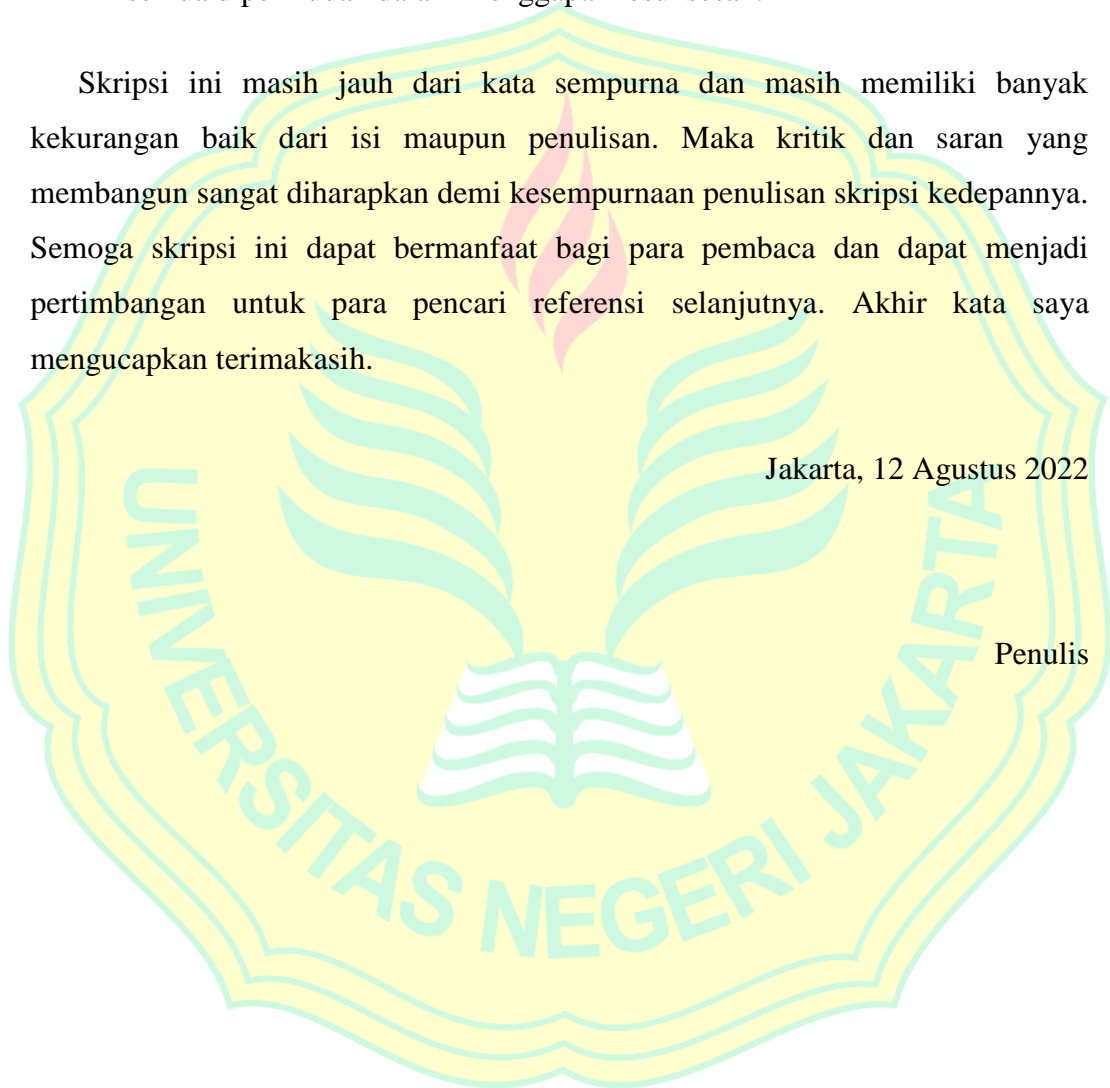 Skripsi ini masih jauh dari kata sempurna dan masih memiliki banyak
kekurangan baik dari isi maupun penulisan. Maka kritik dan saran yang
membangun sangat diharapkan demi kesempurnaan penulisan skripsi kedepannya.
Semoga skripsi ini dapat bermanfaat bagi para pembaca dan dapat menjadi
pertimbangan untuk para pencari referensi selanjutnya. Akhir kata saya
mengucapkan terimakasih.
Jakarta, 12 Agustus 2022
Penulis
UNIVERSITAS NEGERI JAKARTA